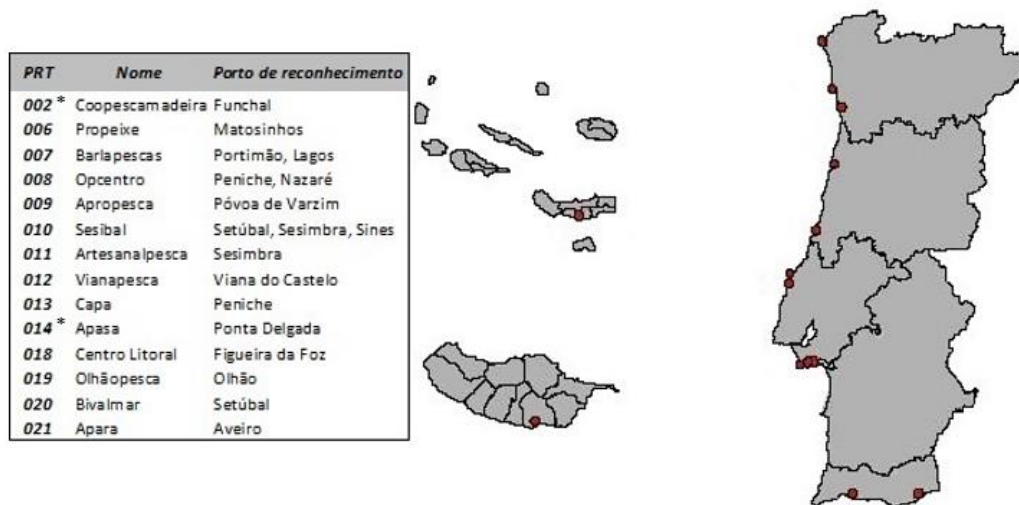 PRT Nome Porto de reconhecimento
002 * Coopescamadeira Funchal
006 Propeixe Matosinhos
007 Barlapescas Portimão, Lagos
008 Opcentro Peniche, Nazaré
009 Apropesca Póvoa de Varzim
010 Sesibal Setúbal, Sesimbra, Sines
011 Artesanalpesca Sesimbra
012 Vianapesca Viana do Castelo
013 Capa Peniche
014 * Apasa Ponta Delgada
018 Centro Litoral Figueira da Foz
019 Olhãopesca Olhão
020 Bivalmar Setúbal
021 Apara Aveiro